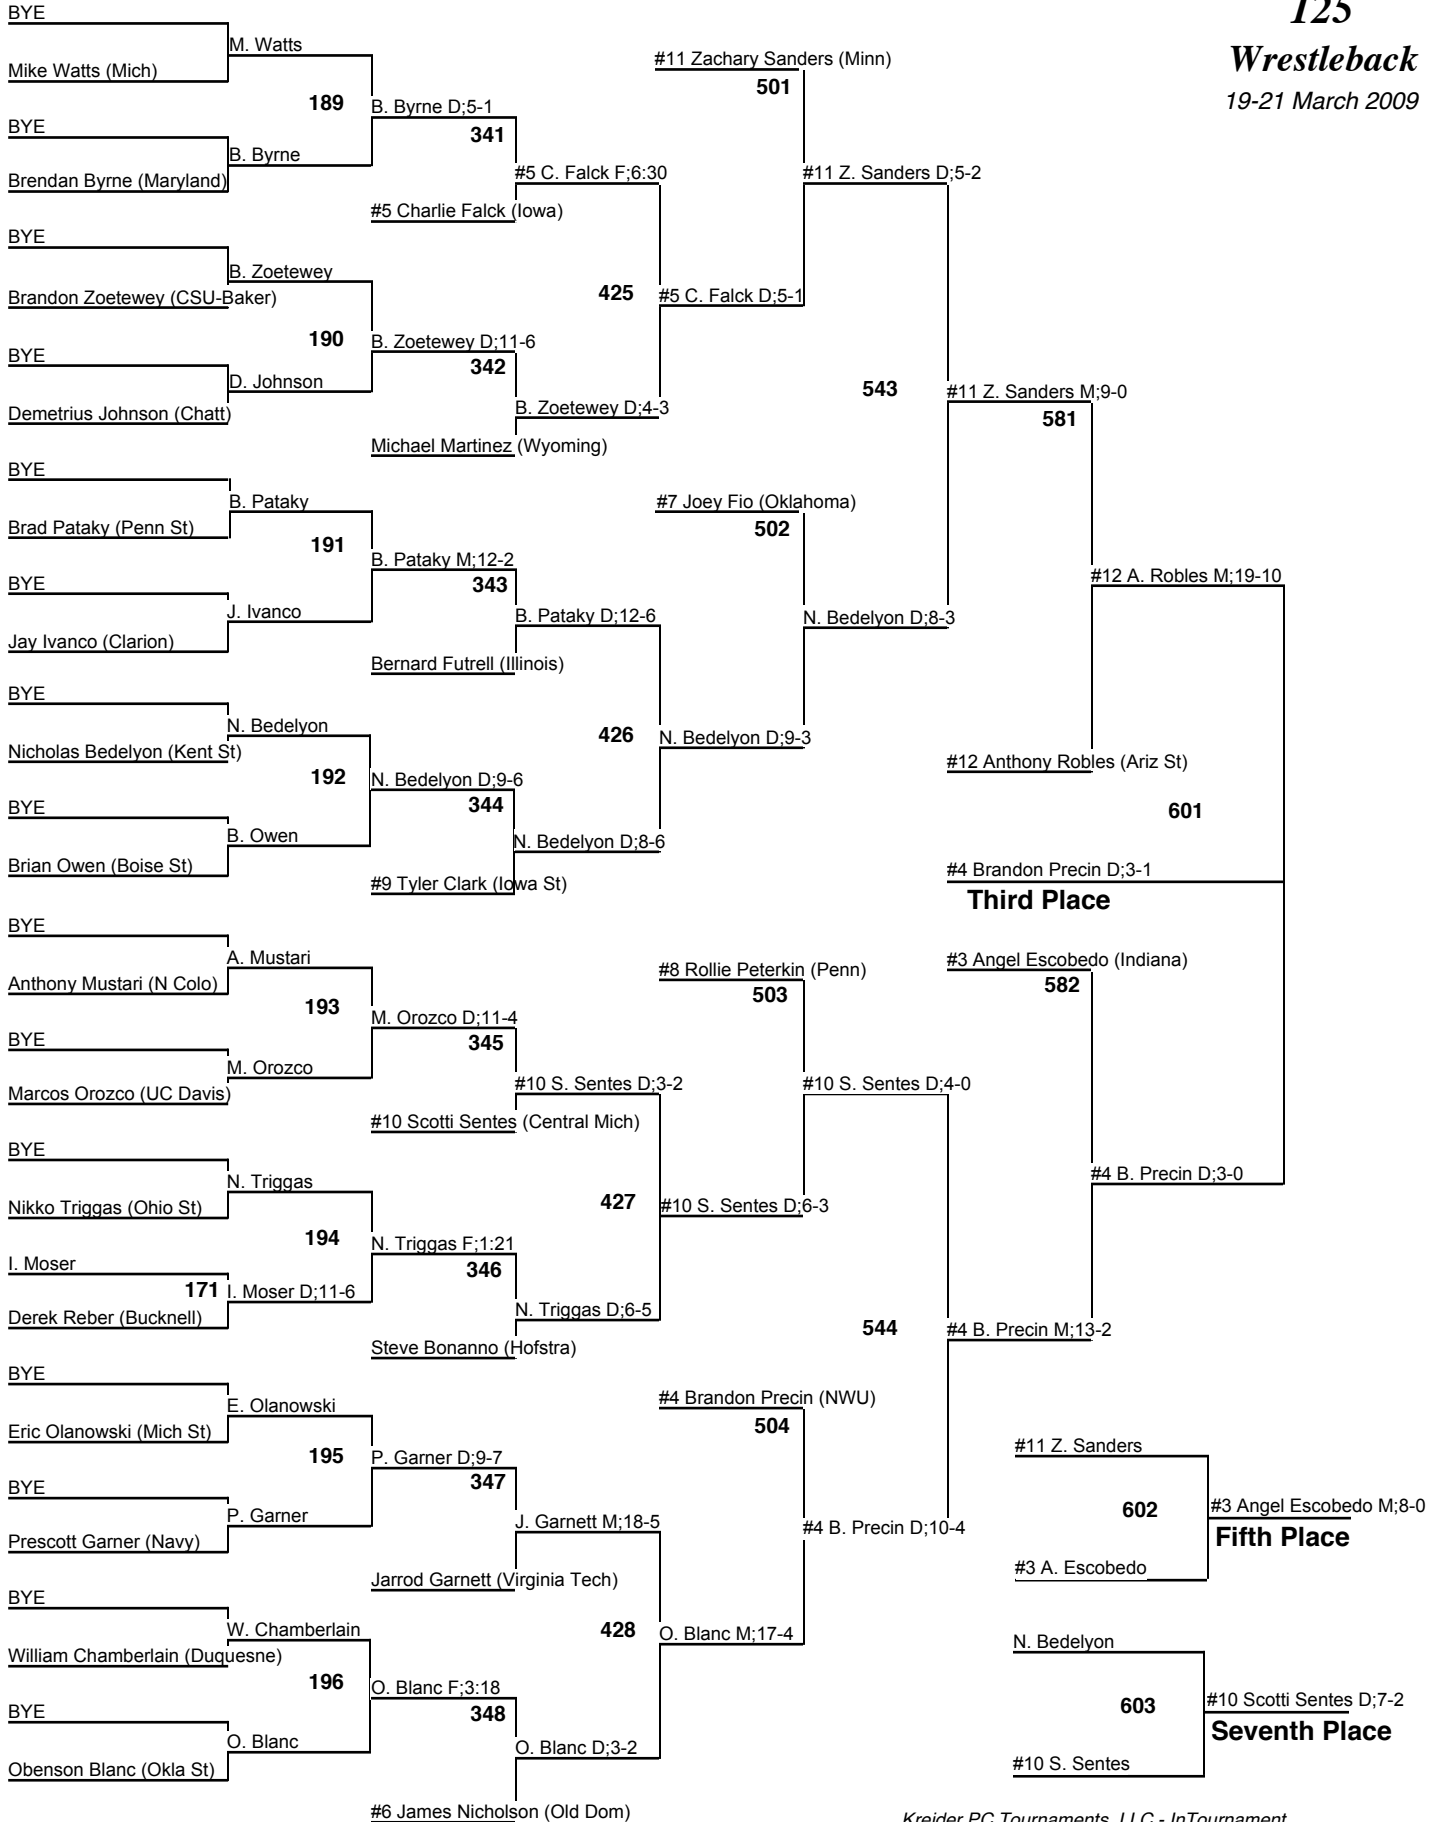 125
Wrestleback
19-21 March 2009
BYE
M. Watts
Mike Watts (Mich)
189
B. Byrne D;5-1
BYE
B. Byrne
Brendan Byrne (Maryland)
341
#5 C. Falck F;6:30
#5 Charlie Falck (Iowa)
BYE
B. Zoetewey
Brandon Zoetewey (CSU-Baker)
190
B. Zoetewey D;11-6
BYE
D. Johnson
Demetrius Johnson (Chatt)
342
B. Zoetewey D;4-3
Michael Martinez (Wyoming)
425
#5 C. Falck D;5-1
#11 Zachary Sanders (Minn)
501
#11 Z. Sanders D;5-2
BYE
B. Pataky
Brad Pataky (Penn St)
191
B. Pataky M;12-2
BYE
J. Ivanco
Jay Ivanco (Clarion)
343
B. Pataky D;12-6
Bernard Futrell (Illinois)
BYE
N. Bedelyon
Nicholas Bedelyon (Kent St)
192
N. Bedelyon D;9-6
BYE
B. Owen
Brian Owen (Boise St)
344
N. Bedelyon D;8-6
#9 Tyler Clark (Iowa St)
426
N. Bedelyon D;9-3
#7 Joey Fio (Oklahoma)
502
N. Bedelyon D;8-3
543
#11 Z. Sanders M;9-0
581
#12 A. Robles M;19-10
#12 Anthony Robles (Ariz St)
601
#4 Brandon Precin D;3-1
Third Place
BYE
A. Mustari
Anthony Mustari (N Colo)
193
M. Orozco D;11-4
BYE
M. Orozco
Marcos Orozco (UC Davis)
345
#10 S. Sentes D;3-2
#10 Scotti Sentes (Central Mich)
BYE
N. Triggas
Nikko Triggas (Ohio St)
194
N. Triggas F;1:21
I. Moser
171
I. Moser D;11-6
Derek Reber (Bucknell)
346
N. Triggas D;6-5
Steve Bonanno (Hofstra)
427
#10 S. Sentes D;6-3
#8 Rollie Peterkin (Penn)
503
#10 S. Sentes D;4-0
#3 Angel Escobedo (Indiana)
582
#4 B. Precin D;3-0
544
#4 B. Precin M;13-2
BYE
E. Olanowski
Eric Olanowski (Mich St)
195
P. Garner D;9-7
BYE
P. Garner
Prescott Garner (Navy)
347
J. Garnett M;18-5
Jarrod Garnett (Virginia Tech)
BYE
W. Chamberlain
William Chamberlain (Duquesne)
196
O. Blanc F;3:18
BYE
O. Blanc
Obenson Blanc (Okla St)
348
O. Blanc D;3-2
#6 James Nicholson (Old Dom)
428
O. Blanc M;17-4
#4 Brandon Precin (NWU)
504
#4 B. Precin D;10-4
#11 Z. Sanders
602
#3 Angel Escobedo M;8-0
Fifth Place
#3 A. Escobedo
N. Bedelyon
603
#10 Scotti Sentes D;7-2
Seventh Place
#10 S. Sentes
Kreider PC Tournaments, LLC - InTournament